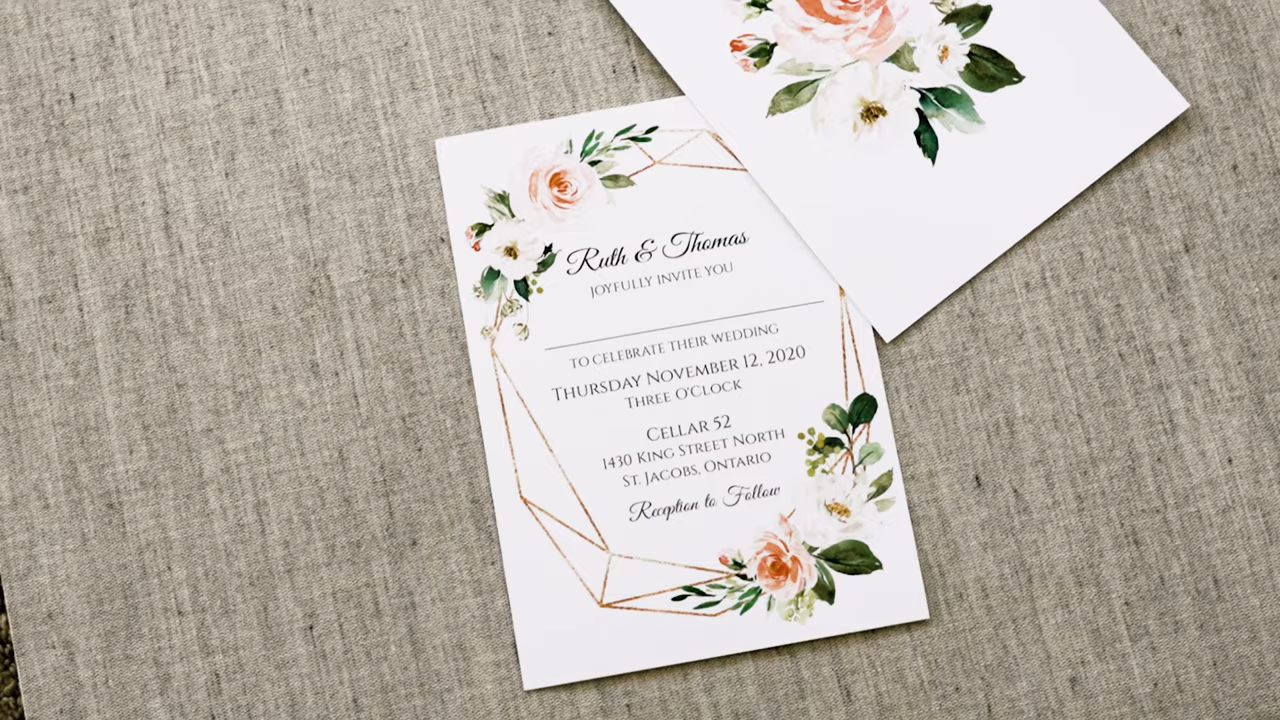 Ruth & Thomas
JOYFULLY INVITE YOU
TO CELEBRATE THEIR WEDDING
THURSDAY NOVEMBER 12, 2020
THREE O'CLOCK
CELLAR 52
1430 KING STREET NORTH
ST. JACOBS, ONTARIO
Reception to Follow